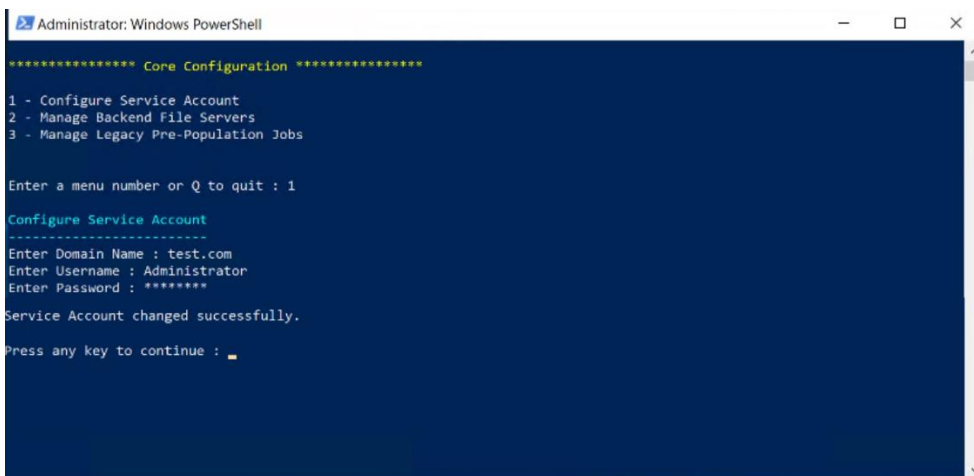 Administrator: Windows PowerShell
**************** Core Configuration ****************
1 - Configure Service Account
2 - Manage Backend File Servers
3 - Manage Legacy Pre-Population Jobs
Enter a menu number or Q to quit : 1
Configure Service Account
-------------------------
Enter Domain Name : test.com
Enter Username : Administrator
Enter Password : ********
Service Account changed successfully.
Press any key to continue : _